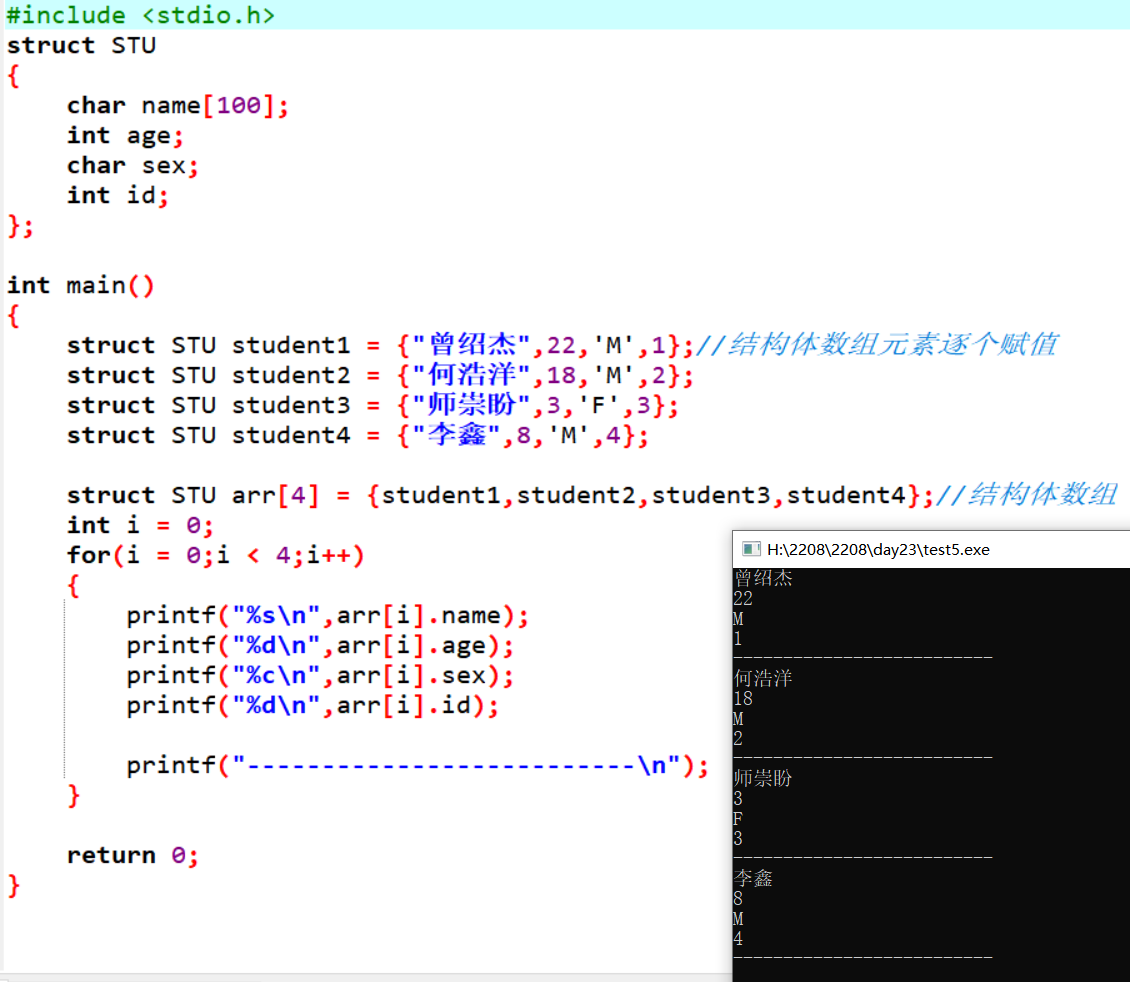 #include <stdio.h>
struct STU
{
    char name[100];
    int age;
    char sex;
    int id;
};

int main()
{
    struct STU student1 = {"曾绍杰",22,'M',1};//结构体数组元素逐个赋值
    struct STU student2 = {"何浩洋",18,'M',2};
    struct STU student3 = {"师崇盼",3,'F',3};
    struct STU student4 = {"李鑫",8,'M',4};

    struct STU arr[4] = {student1,student2,student3,student4};//结构体数组
    int i = 0;
    for(i = 0;i < 4;i++)
    {
        printf("%s\n",arr[i].name);
        printf("%d\n",arr[i].age);
        printf("%c\n",arr[i].sex);
        printf("%d\n",arr[i].id);

        printf("--------------------------\n");
    }

    return 0;
}
H:\2208\2208\day23\test5.exe
曾绍杰
22
M
1
--------------------------
何浩洋
18
M
2
--------------------------
师崇盼
3
F
3
--------------------------
李鑫
8
M
4
--------------------------